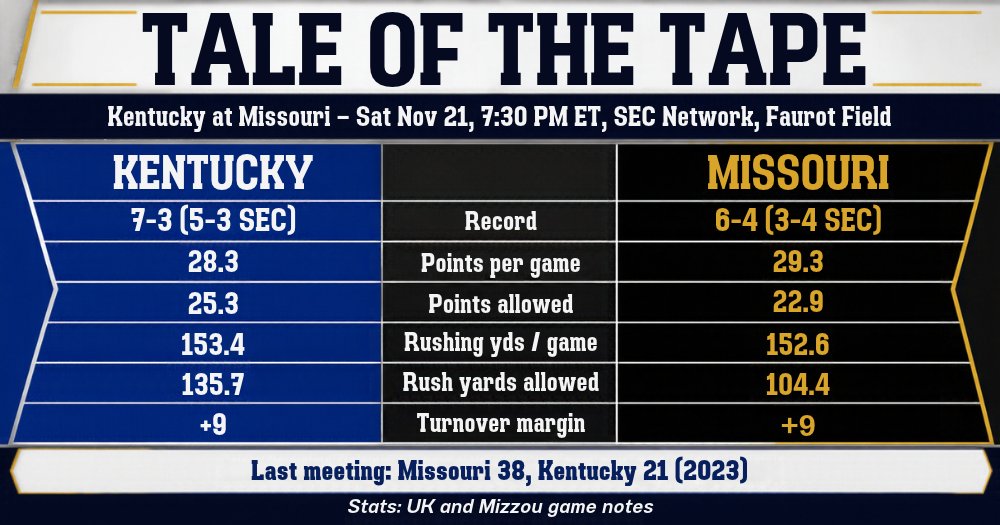 TALE OF THE TAPE
Kentucky at Missouri – Sat Nov 21, 7:30 PM ET, SEC Network, Faurot Field
KENTUCKY MISSOURI
7-3 (5-3 SEC) Record 6-4 (3-4 SEC)
28.3 Points per game 29.3
25.3 Points allowed 22.9
153.4 Rushing yds / game 152.6
135.7 Rush yards allowed 104.4
+9 Turnover margin +9
Last meeting: Missouri 38, Kentucky 21 (2023)
Stats: UK and Mizzou game notes